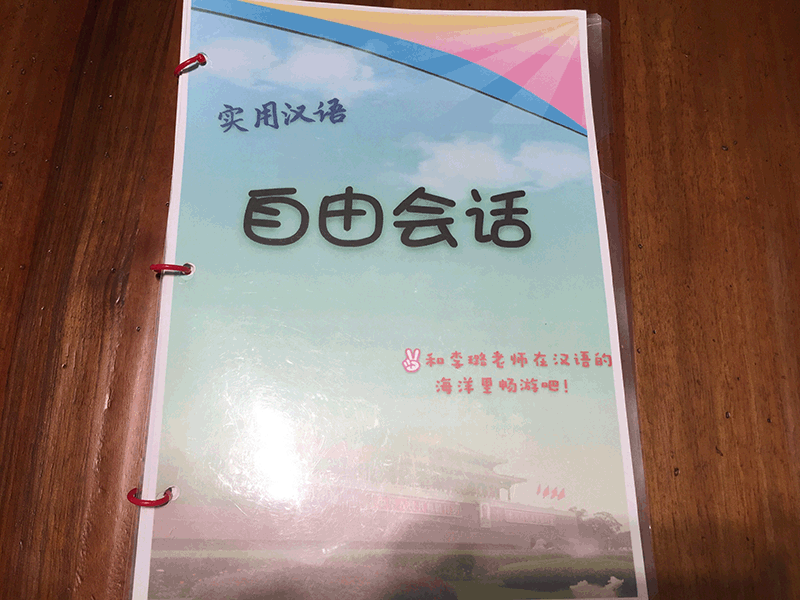 实用汉语
自由会话
和李璐老师在汉语的
海洋里畅游吧！